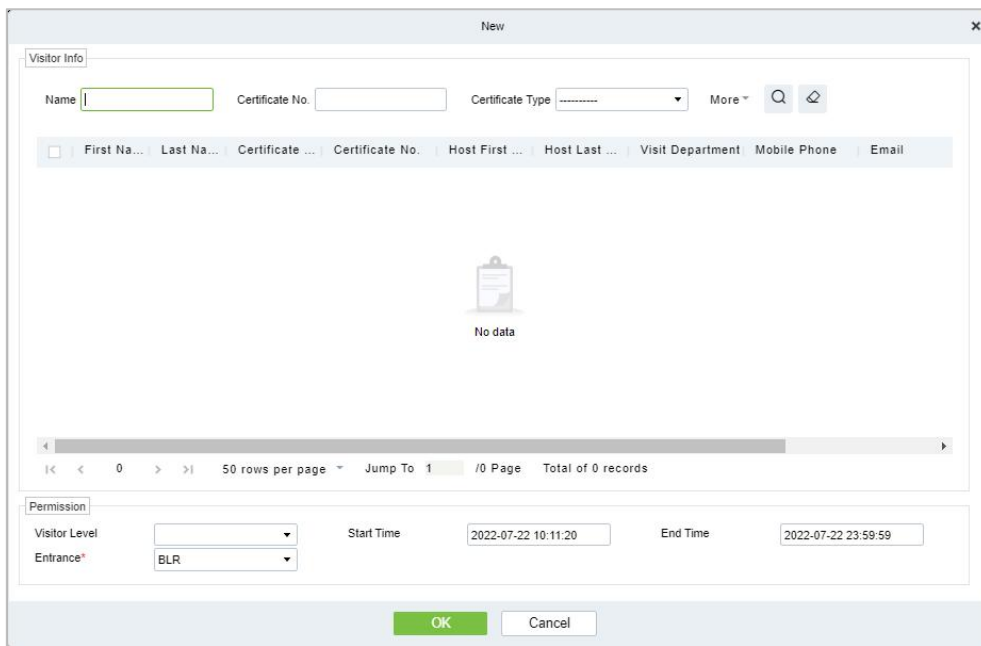 New
Visitor Info
Name Certificate No. Certificate Type ---------- More
First Na... Last Na... Certificate ... Certificate No. Host First ... Host Last ... Visit Department Mobile Phone Email
No data
0 50 rows per page Jump To 1 /0 Page Total of 0 records
Permission
Visitor Level Start Time 2022-07-22 10:11:20 End Time 2022-07-22 23:59:59
Entrance* BLR
OK Cancel